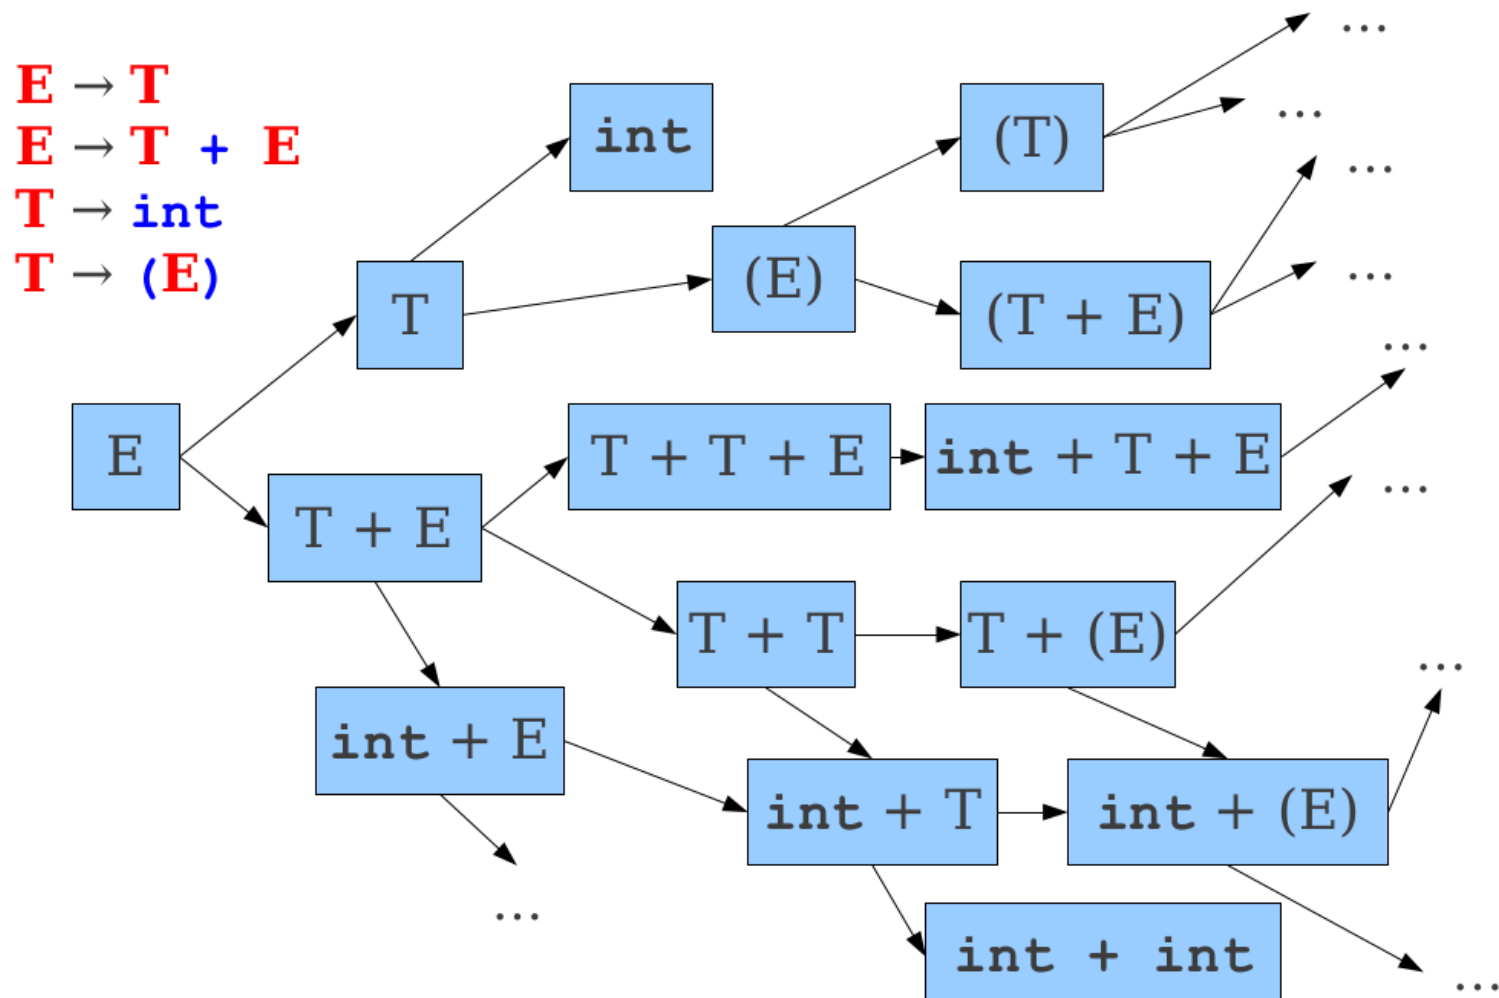 E → T
E → T + E
T → int
T → (E)
...
(T)
...
int
...
(E)
T
(T + E)
...
...
E
T + T + E
int + T + E
...
T + E
T + T
T + (E)
...
int + E
int + T
int + (E)
...
int + int
...